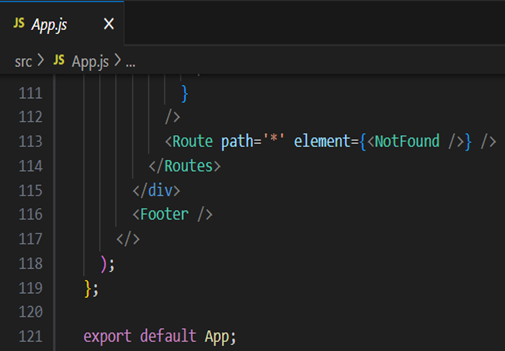 JS App.js ×
src > JS App.js > ...
111 }
112 />
113 <Route path='*' element={<NotFound />} />
114 </Routes>
115 </div>
116 <Footer />
117 </>
118 );
119 };
120
121 export default App;